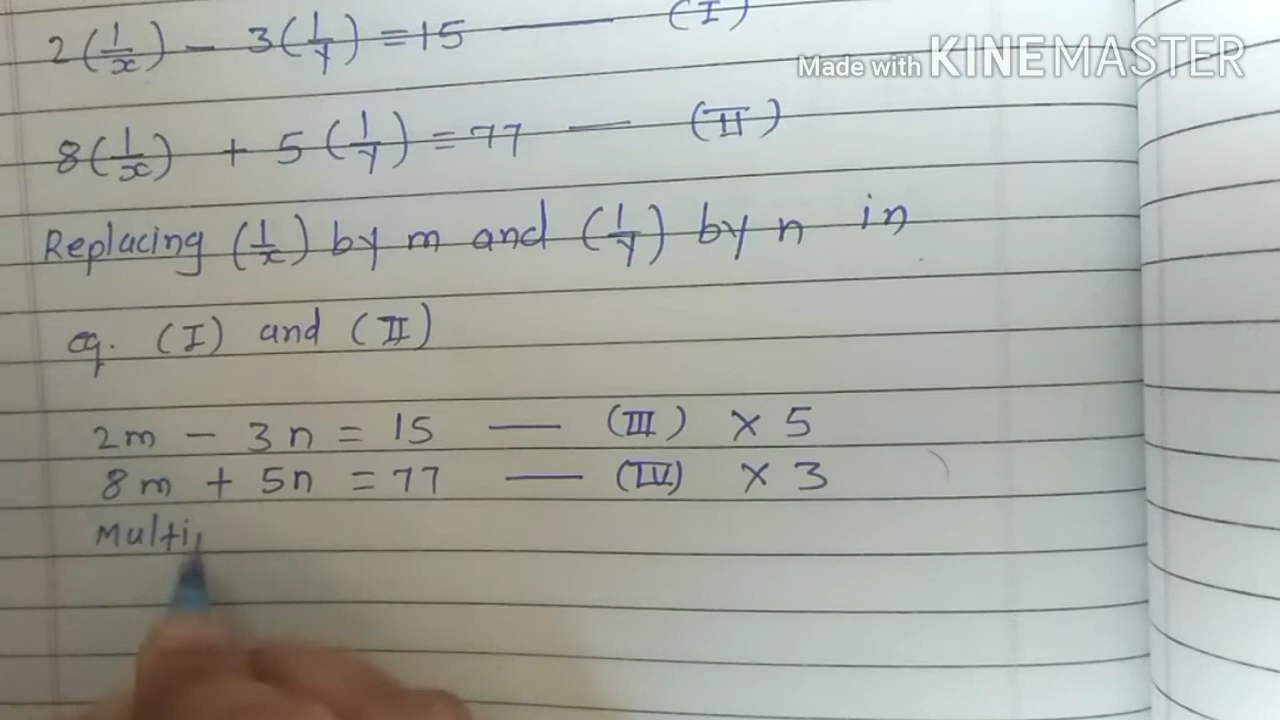 2(1/x) - 3(1/y) = 15 — (I)
Made with KINEMASTER
8(1/x) + 5(1/y) = 77 — (II)
Replacing (1/x) by m and (1/y) by n in
eq. (I) and (II)
2m - 3n = 15 — (III) × 5
8m + 5n = 77 — (IV) × 3
Multi